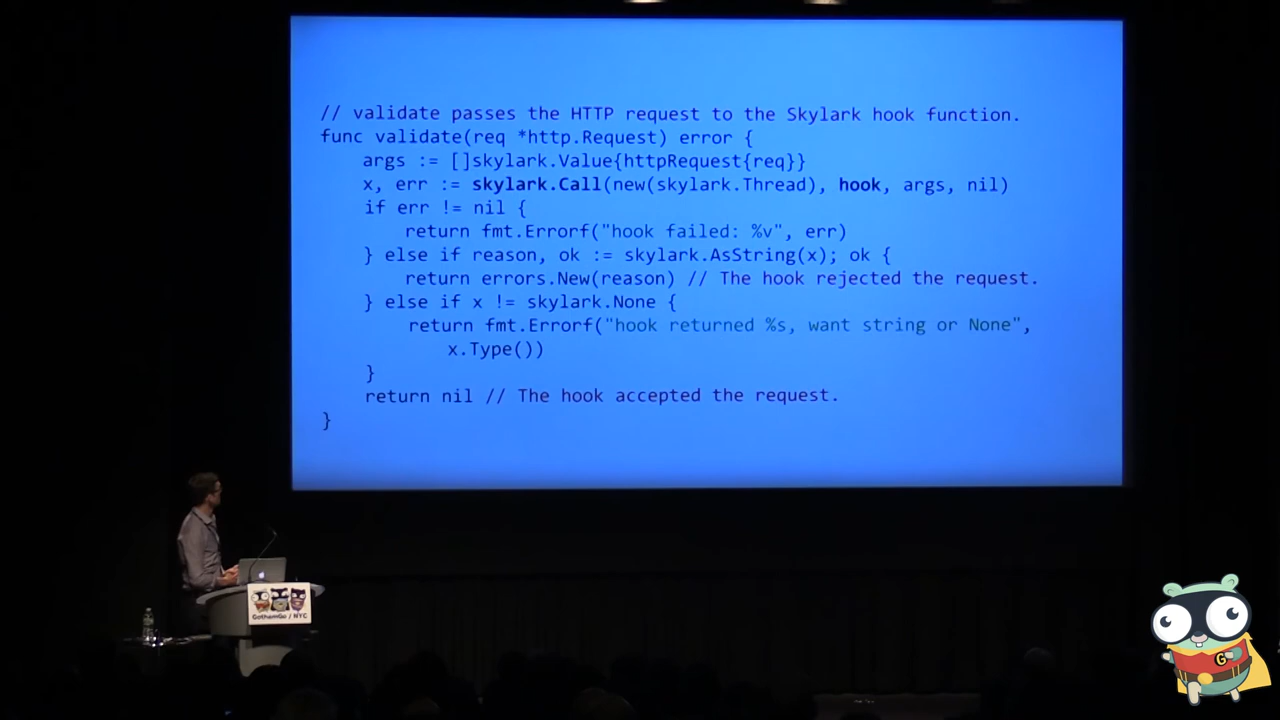 // validate passes the HTTP request to the Skylark hook function.
func validate(req *http.Request) error {
    args := []skylark.Value{httpRequest{req}}
    x, err := skylark.Call(new(skylark.Thread), hook, args, nil)
    if err != nil {
        return fmt.Errorf("hook failed: %v", err)
    } else if reason, ok := skylark.AsString(x); ok {
        return errors.New(reason) // The hook rejected the request.
    } else if x != skylark.None {
        return fmt.Errorf("hook returned %s, want string or None",
            x.Type())
    }
    return nil // The hook accepted the request.
}
GothamGo / NYC
G